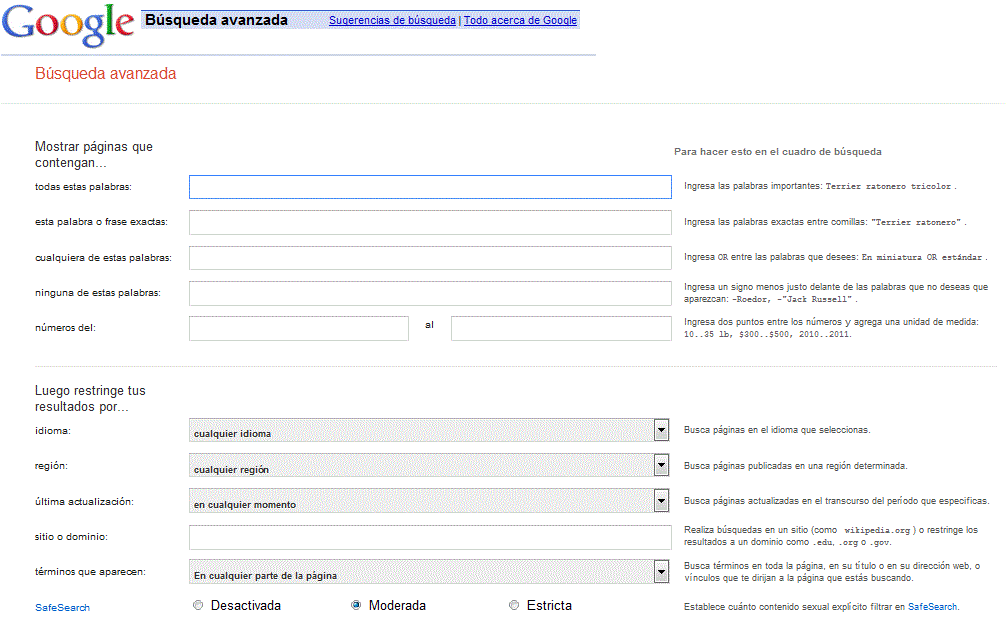 Google
Búsqueda avanzada Sugerencias de búsqueda | Todo acerca de Google
Búsqueda avanzada
Mostrar páginas que
contengan...
Para hacer esto en el cuadro de búsqueda
todas estas palabras:
Ingresa las palabras importantes: Terrier ratonero tricolor .
esta palabra o frase exactas:
Ingresa las palabras exactas entre comillas: "Terrier ratonero" .
cualquiera de estas palabras:
Ingresa OR entre las palabras que desees: En miniatura OR estándar .
ninguna de estas palabras:
Ingresa un signo menos justo delante de las palabras que no deseas que
aparezcan: -Roedor, -"Jack Russell" .
números del: al
Ingresa dos puntos entre los números y agrega una unidad de medida:
10..35 lb, $300..$500, 2010..2011.
Luego restringe tus
resultados por...
idioma: cualquier idioma
Busca páginas en el idioma que seleccionas.
región: cualquier región
Busca páginas publicadas en una región determinada.
última actualización: en cualquier momento
Busca páginas actualizadas en el transcurso del período que especificas.
sitio o dominio:
Realiza búsquedas en un sitio (como wikipedia.org ) o restringe los
resultados a un dominio como .edu, .org o .gov.
términos que aparecen: En cualquier parte de la página
Busca términos en toda la página, en su título o en su dirección web, o
vínculos que te dirijan a la página que estás buscando.
SafeSearch Desactivada Moderada Estricta
Establece cuánto contenido sexual explícito filtrar en SafeSearch.